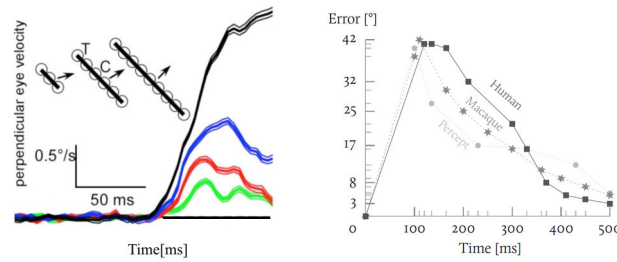 perpendicular eye velocity
T
C
0.5°/s
50 ms
Time[ms]
Error [°]
42
32
25
17
8
3
0
100
200
300
400
500
Human
Macaque
Percept
Time [ms]